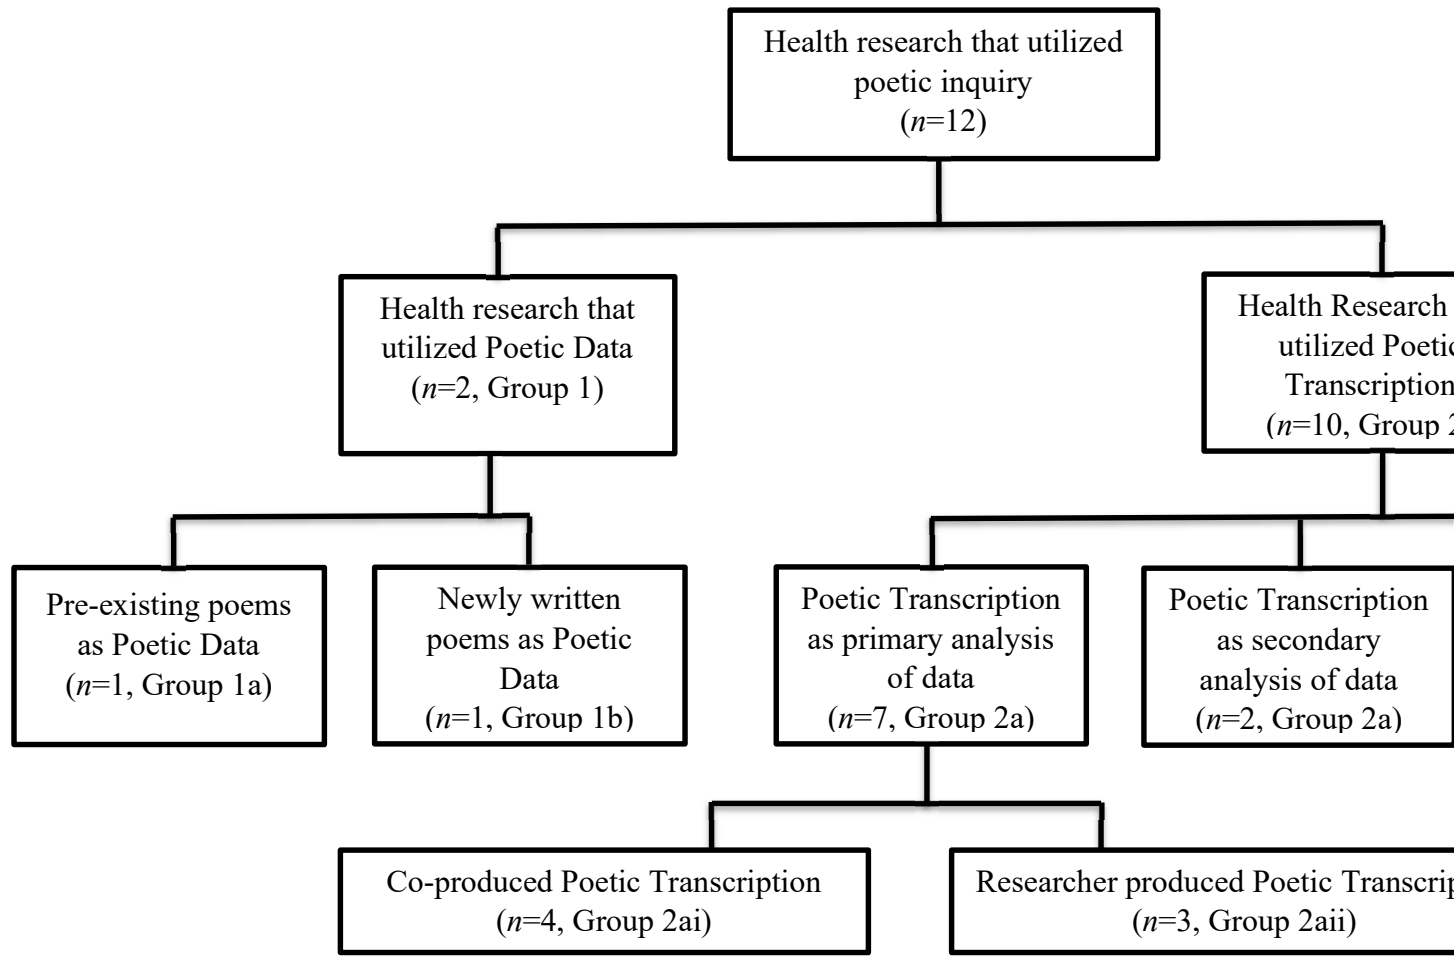 Health research that utilized
poetic inquiry
(n=12)
Health research that
utilized Poetic Data
(n=2, Group 1)
Health Research
utilized Poetic
Transcription
(n=10, Group 2
Pre-existing poems
as Poetic Data
(n=1, Group 1a)
Newly written
poems as Poetic
Data
(n=1, Group 1b)
Poetic Transcription
as primary analysis
of data
(n=7, Group 2a)
Poetic Transcription
as secondary
analysis of data
(n=2, Group 2a)
Co-produced Poetic Transcription
(n=4, Group 2ai)
Researcher produced Poetic Transcrip
(n=3, Group 2aii)